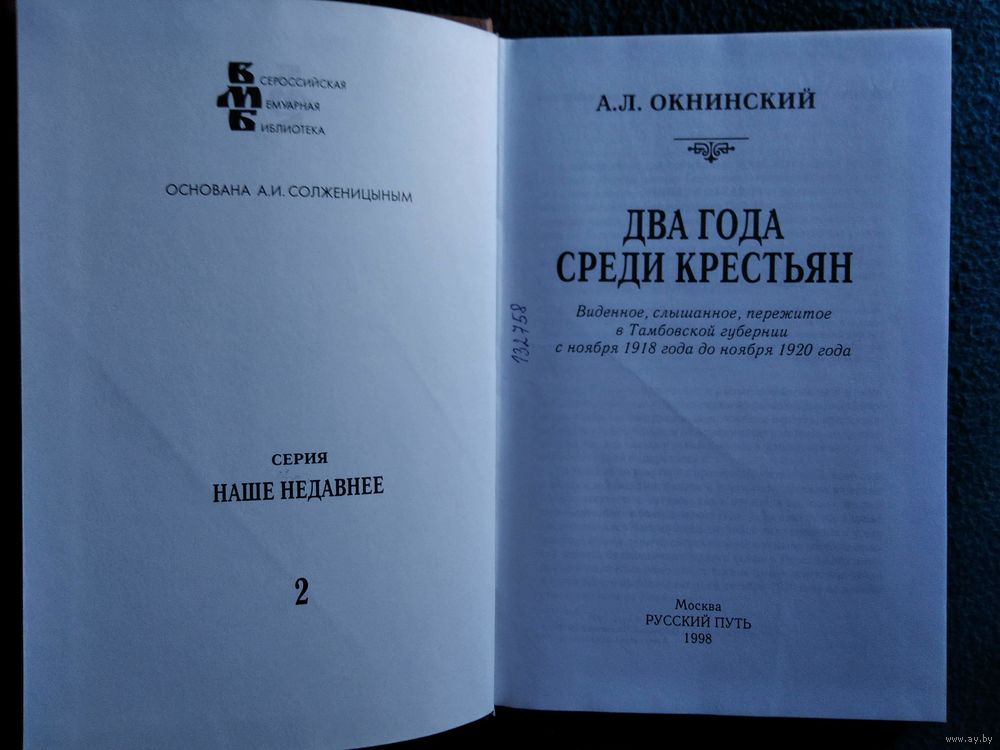 ВСЕРОССИЙСКАЯ
МЕМУАРНАЯ
БИБЛИОТЕКА
ОСНОВАНА А.И. СОЛЖЕНИЦЫНЫМ
СЕРИЯ
НАШЕ НЕДАВНЕЕ
2
А.Л. ОКНИНСКИЙ
ДВА ГОДА
СРЕДИ КРЕСТЬЯН
Виденное, слышанное, пережитое
в Тамбовской губернии
с ноября 1918 года до ноября 1920 года
132758
Москва
РУССКИЙ ПУТЬ
1998
www.ay.by